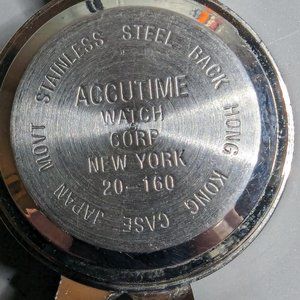 ACCUTIME
WATCH
CORP
NEW YORK
20-160
STAINLESS STEEL BACK HONG KONG CASE JAPAN MOVT